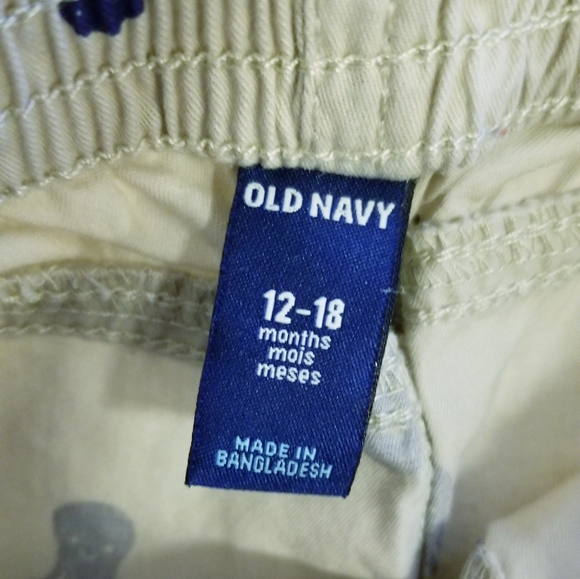 OLD NAVY
12-18
months
mois
meses
MADE IN
BANGLADESH